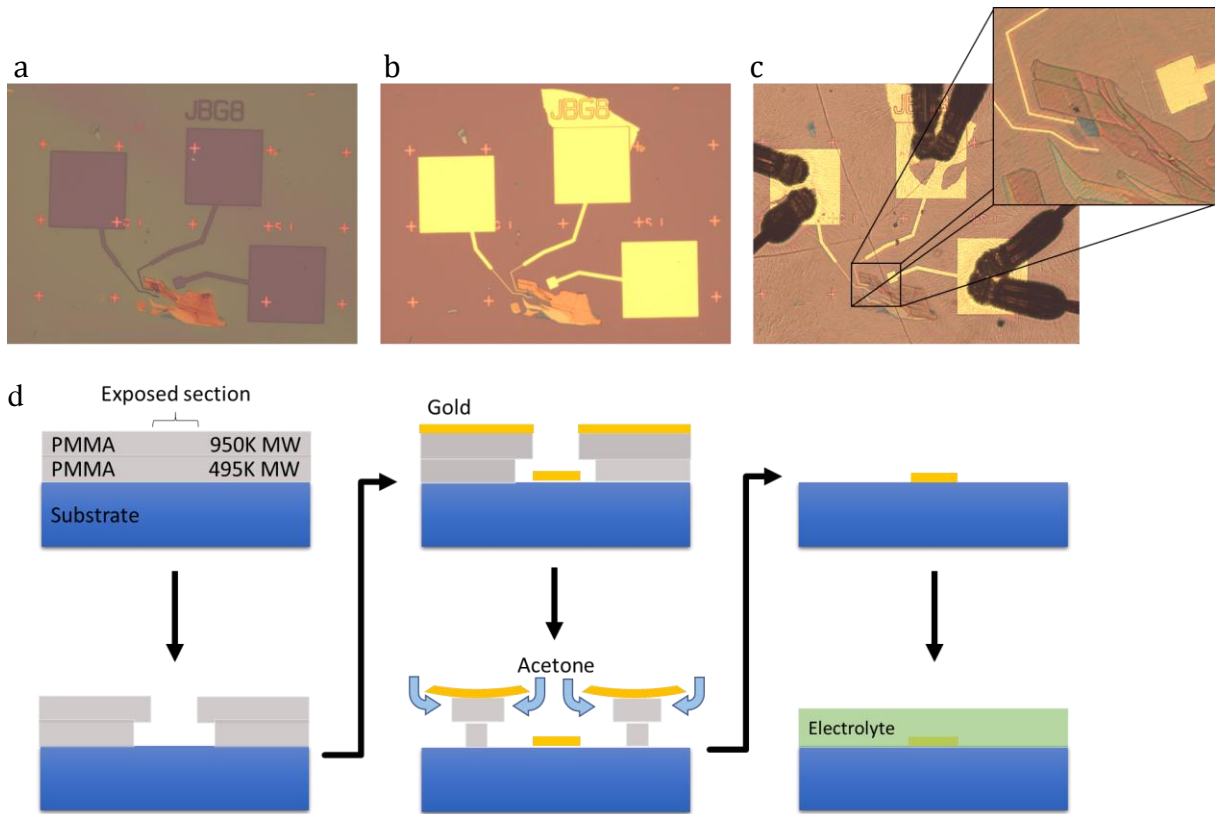 a
b
c
JBG8
JBG8
S I
S I
d
Exposed section
PMMA 950K MW
PMMA 495K MW
Substrate
Gold
Acetone
Electrolyte